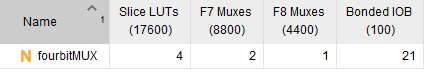 Name 1 Slice LUTs (17600) F7 Muxes (8800) F8 Muxes (4400) Bonded IOB (100)
N fourbitMUX 4 2 1 21